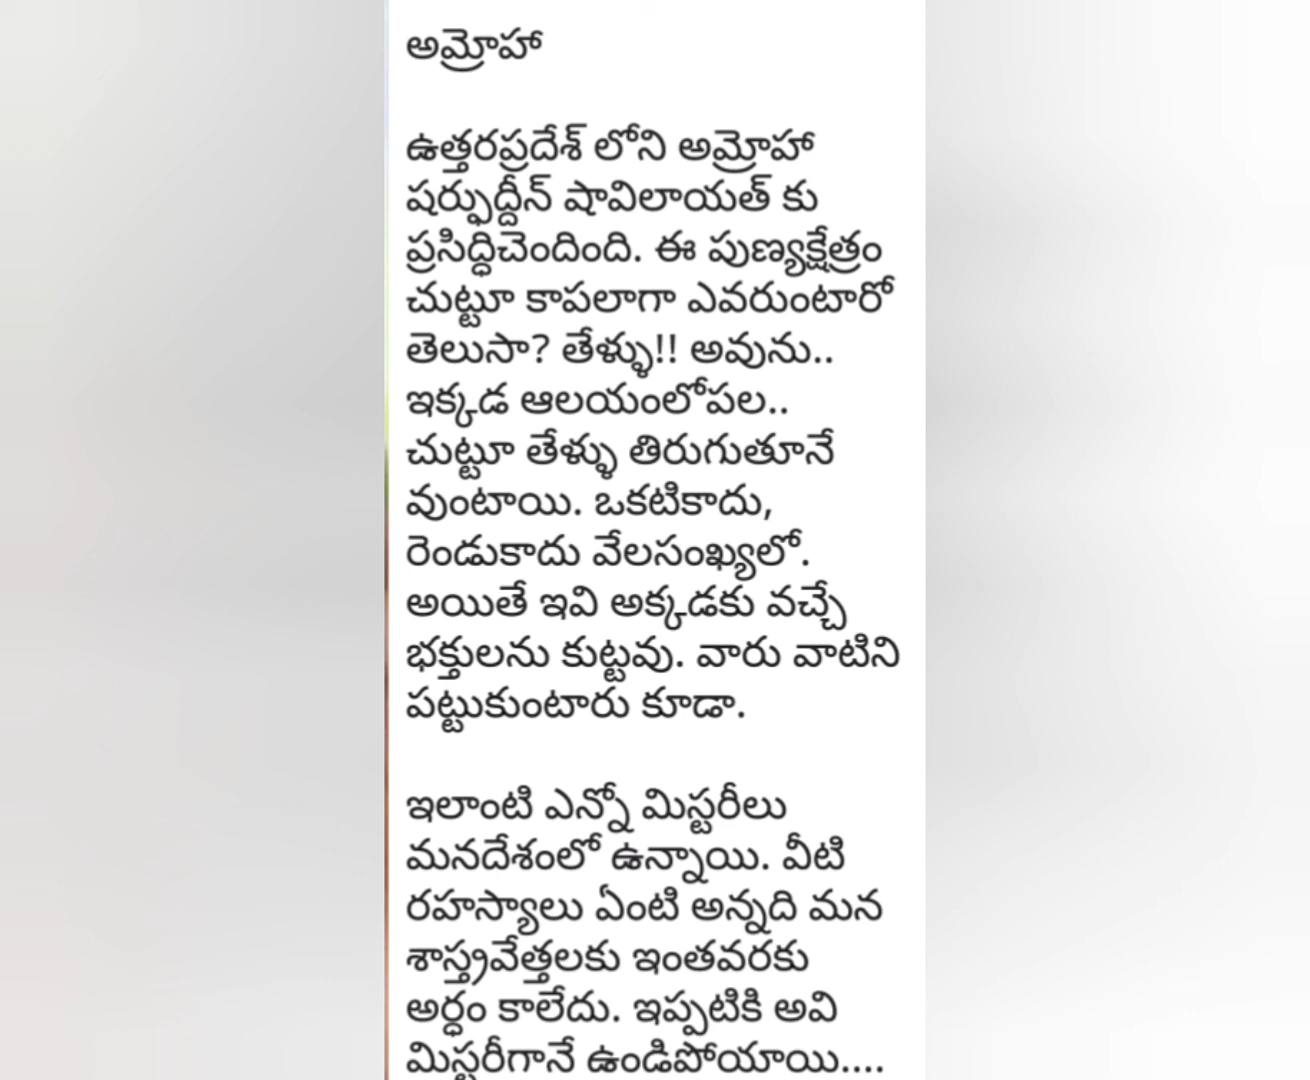 అమ్రోహా
ఉత్తరప్రదేశ్ లోని అమ్రోహా
షర్ఫుద్దీన్ షావిలాయత్ కు
ప్రసిద్ధిచెందింది. ఈ పుణ్యక్షేత్రం
చుట్టూ కాపలాగా ఎవరుంటారో
తెలుసా? తేళ్ళు!! అవును..
ఇక్కడ ఆలయంలోపల..
చుట్టూ తేళ్ళు తిరుగుతూనే
వుంటాయి. ఒకటికాదు,
రెండుకాదు వేలసంఖ్యలో.
అయితే ఇవి అక్కడకు వచ్చే
భక్తులను కుట్టవు. వారు వాటిని
పట్టుకుంటారు కూడా.
ఇలాంటి ఎన్నో మిస్టరీలు
మనదేశంలో ఉన్నాయి. వీటి
రహస్యాలు ఏంటి అన్నది మన
శాస్త్రవేత్తలకు ఇంతవరకు
అర్ధం కాలేదు. ఇప్పటికి అవి
మిస్టరీగానే ఉండిపోయాయి....